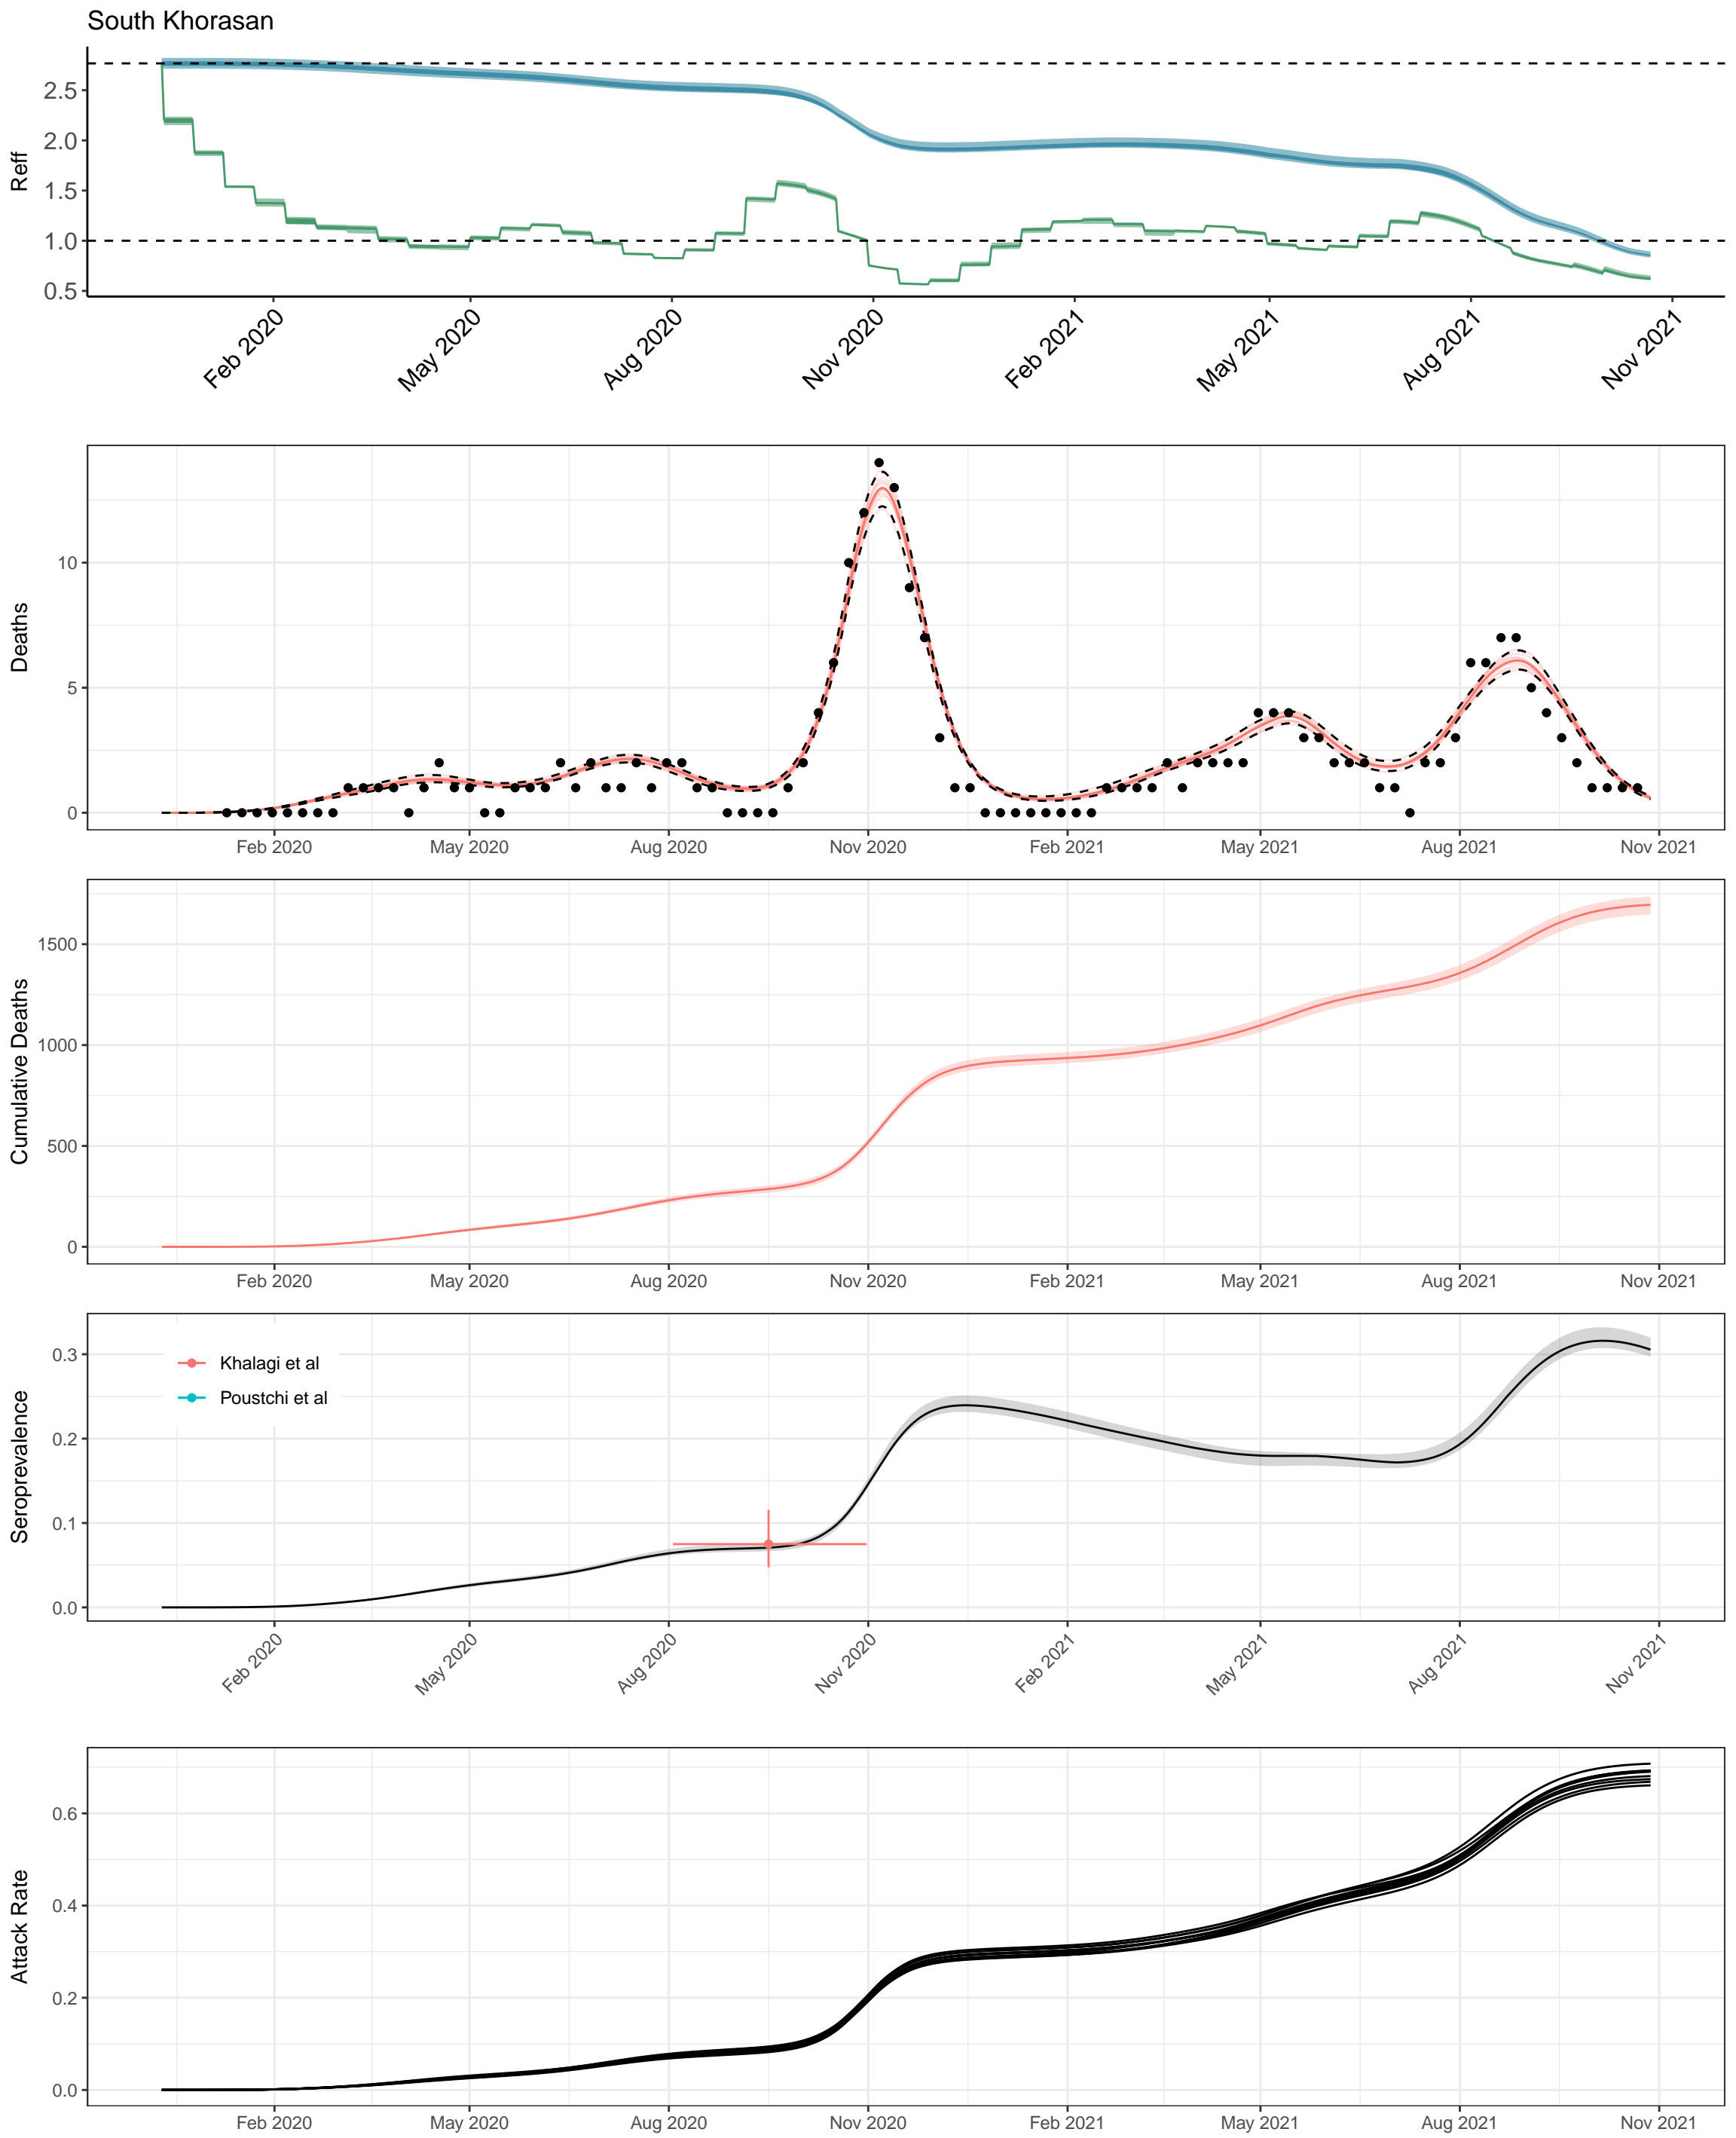 South Khorasan
Reff
2.5
2.0
1.5
1.0
0.5
Feb 2020 May 2020 Aug 2020 Nov 2020 Feb 2021 May 2021 Aug 2021 Nov 2021
Deaths
10
5
0
Feb 2020 May 2020 Aug 2020 Nov 2020 Feb 2021 May 2021 Aug 2021 Nov 2021
Cumulative Deaths
1500
1000
500
0
Feb 2020 May 2020 Aug 2020 Nov 2020 Feb 2021 May 2021 Aug 2021 Nov 2021
Seroprevalence
0.3
0.2
0.1
0.0
Khalagi et al
Poustchi et al
Feb 2020 May 2020 Aug 2020 Nov 2020 Feb 2021 May 2021 Aug 2021 Nov 2021
Attack Rate
0.6
0.4
0.2
0.0
Feb 2020 May 2020 Aug 2020 Nov 2020 Feb 2021 May 2021 Aug 2021 Nov 2021